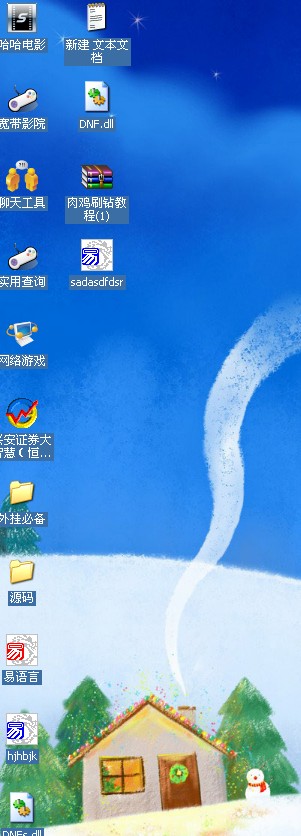 哈哈电影
宽带影院
聊天工具
实用查询
网络游戏
兴安证券大
智慧(恒...
外挂必备
源码
易语言
hjhbjk
DNFs.dll
新建 文本文
档
DNF.dll
肉鸡刷钻教
程(1)
sadasdfdsr